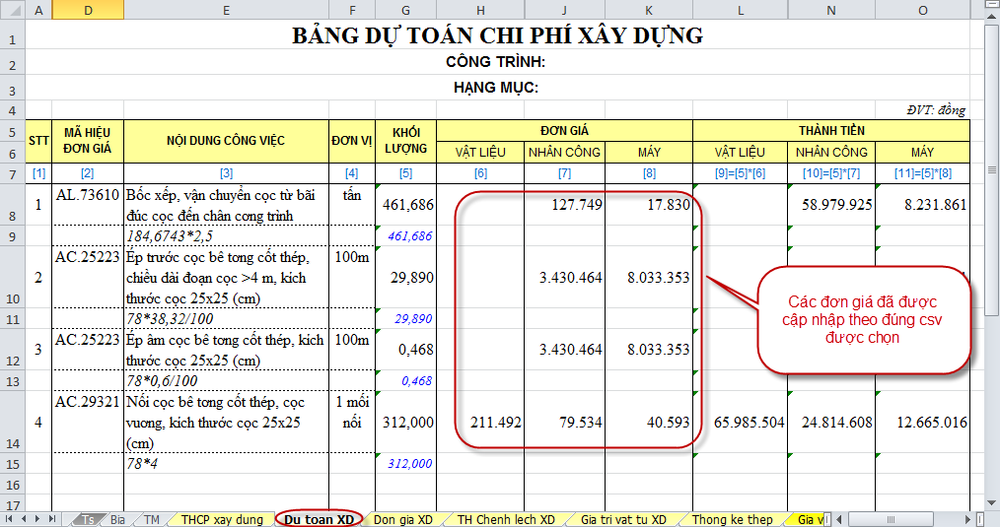 A D E F G H I J K L N O
1 BẢNG DỰ TOÁN CHI PHÍ XÂY DỰNG
2 CÔNG TRÌNH:
3 HẠNG MỤC:
4 ĐVT: đồng
5 STT MÃ HIỆU ĐƠN GIÁ NỘI DUNG CÔNG VIỆC ĐƠN VỊ KHỐI LƯỢNG ĐƠN GIÁ THÀNH TIỀN
6 VẬT LIỆU NHÂN CÔNG MÁY VẬT LIỆU NHÂN CÔNG MÁY
7 [1] [2] [3] [4] [5] [6] [7] [8] [9]=[5]*[6] [10]=[5]*[7] [11]=[5]*[8]
8 1 AL.73610 Bốc xếp, vận chuyển cọc từ bãi tấn 461,686 127.749 17.830 58.979.925 8.231.861
đúc cọc đến chân cơng trình
9 184,6743*2,5 461,686
10 2 AC.25223 Ép trước cọc bê tơng cốt thép, 100m 29,890 3.430.464 8.033.353
chiều dài đoạn cọc >4 m, kích
thước cọc 25x25 (cm)
11 78*38,32/100 29,890
12 3 AC.25223 Ép âm cọc bê tơng cốt thép, kích 100m 0,468 3.430.464 8.033.353
thước cọc 25x25 (cm)
13 78*0,6/100 0,468
14 4 AC.29321 Nối cọc bê tơng cốt thép, cọc 1 mối 312,000 211.492 79.534 40.593 65.985.504 24.814.608 12.665.016
vuơng, kích thước cọc 25x25 nối
(cm)
15 78*4 312,000
16
17
Các đơn giá đã được
cập nhập theo đúng csv
được chọn
Ts Bia TM THCP xay dung Du toan XD Don gia XD TH Chenh lech XD Gia tri vat tu XD Thong ke thep Gia v